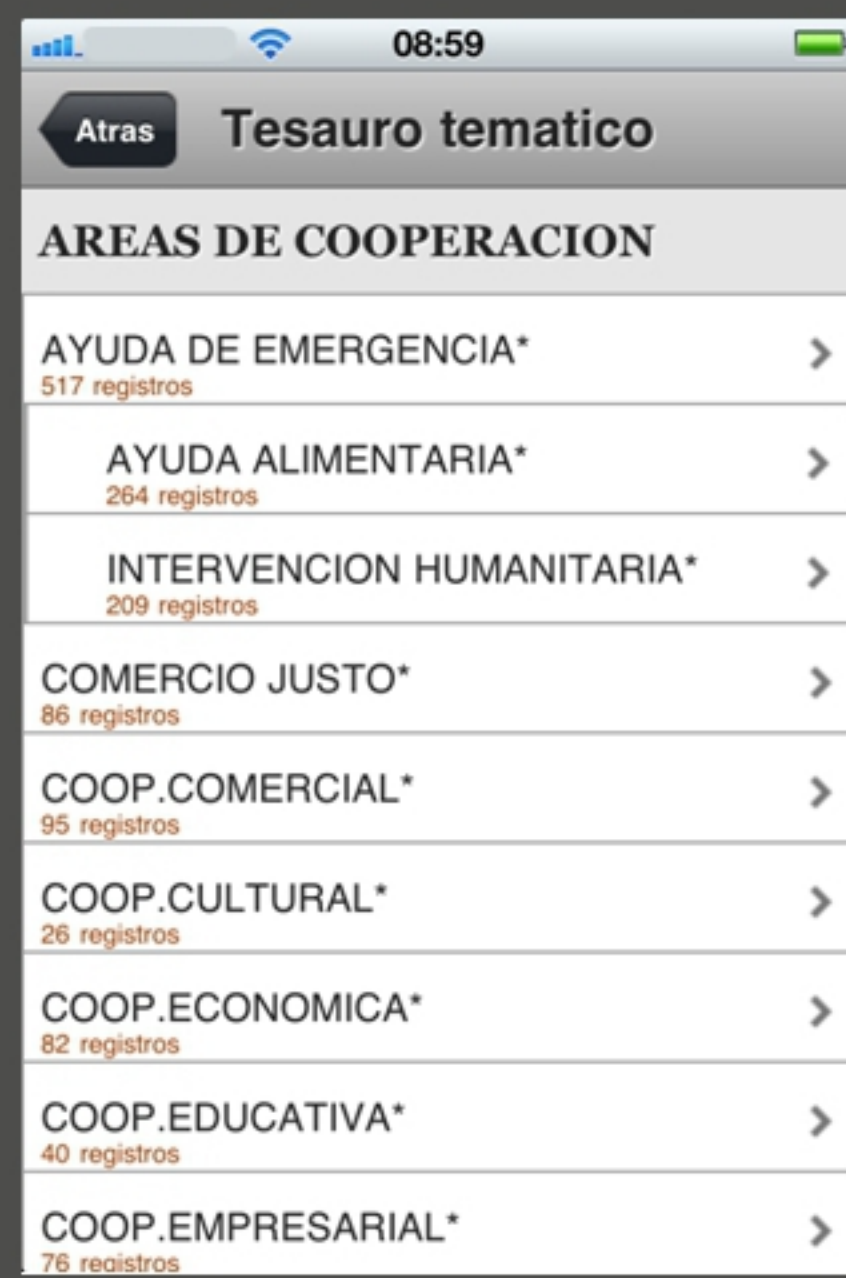 08:59
Atras
Tesauro tematico
AREAS DE COOPERACION
AYUDA DE EMERGENCIA*
517 registros
AYUDA ALIMENTARIA*
264 registros
INTERVENCION HUMANITARIA*
209 registros
COMERCIO JUSTO*
86 registros
COOP.COMERCIAL*
95 registros
COOP.CULTURAL*
26 registros
COOP.ECONOMICA*
82 registros
COOP.EDUCATIVA*
40 registros
COOP.EMPRESARIAL*
76 registros